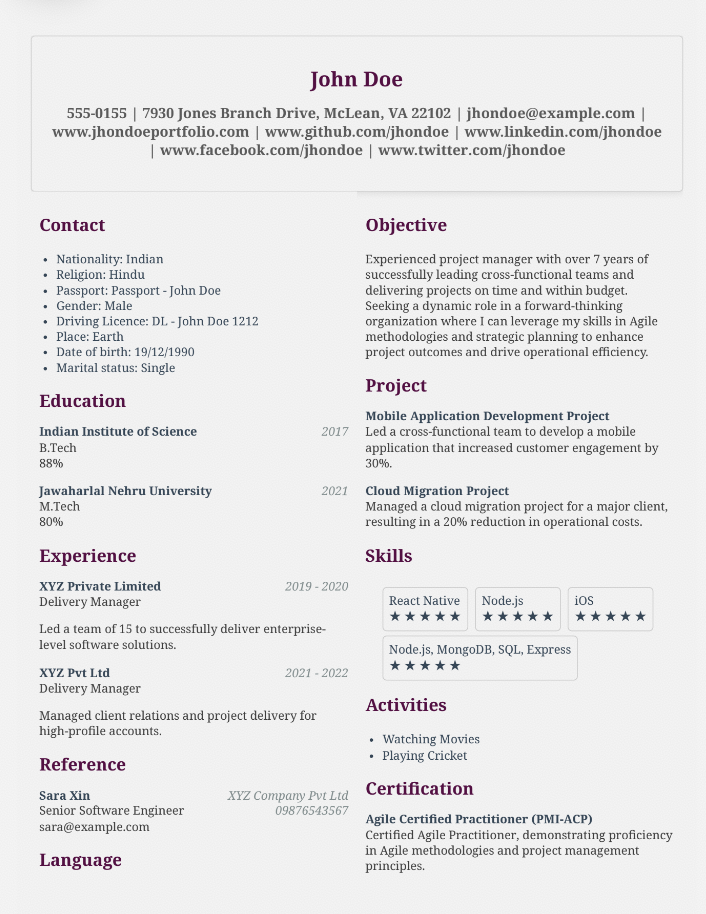 John Doe
555-0155 | 7930 Jones Branch Drive, McLean, VA 22102 | jhondoe@example.com |
www.jhondoeportfolio.com | www.github.com/jhondoe | www.linkedin.com/jhondoe
| www.facebook.com/jhondoe | www.twitter.com/jhondoe
Contact
• Nationality: Indian
• Religion: Hindu
• Passport: Passport - John Doe
• Gender: Male
• Driving Licence: DL - John Doe 1212
• Place: Earth
• Date of birth: 19/12/1990
• Marital status: Single
Education
Indian Institute of Science 2017
B.Tech
88%
Jawaharlal Nehru University 2021
M.Tech
80%
Experience
XYZ Private Limited 2019 - 2020
Delivery Manager
Led a team of 15 to successfully deliver enterprise-
level software solutions.
XYZ Pvt Ltd 2021 - 2022
Delivery Manager
Managed client relations and project delivery for
high-profile accounts.
Reference
Sara Xin XYZ Company Pvt Ltd
Senior Software Engineer 09876543567
sara@example.com
Language
Objective
Experienced project manager with over 7 years of
successfully leading cross-functional teams and
delivering projects on time and within budget.
Seeking a dynamic role in a forward-thinking
organization where I can leverage my skills in Agile
methodologies and strategic planning to enhance
project outcomes and drive operational efficiency.
Project
Mobile Application Development Project
Led a cross-functional team to develop a mobile
application that increased customer engagement by
30%.
Cloud Migration Project
Managed a cloud migration project for a major client,
resulting in a 20% reduction in operational costs.
Skills
React Native Node.js iOS
★ ★ ★ ★ ★ ★ ★ ★ ★ ★ ★ ★ ★ ★ ★
Node.js, MongoDB, SQL, Express
★ ★ ★ ★ ★
Activities
• Watching Movies
• Playing Cricket
Certification
Agile Certified Practitioner (PMI-ACP)
Certified Agile Practitioner, demonstrating proficiency
in Agile methodologies and project management
principles.